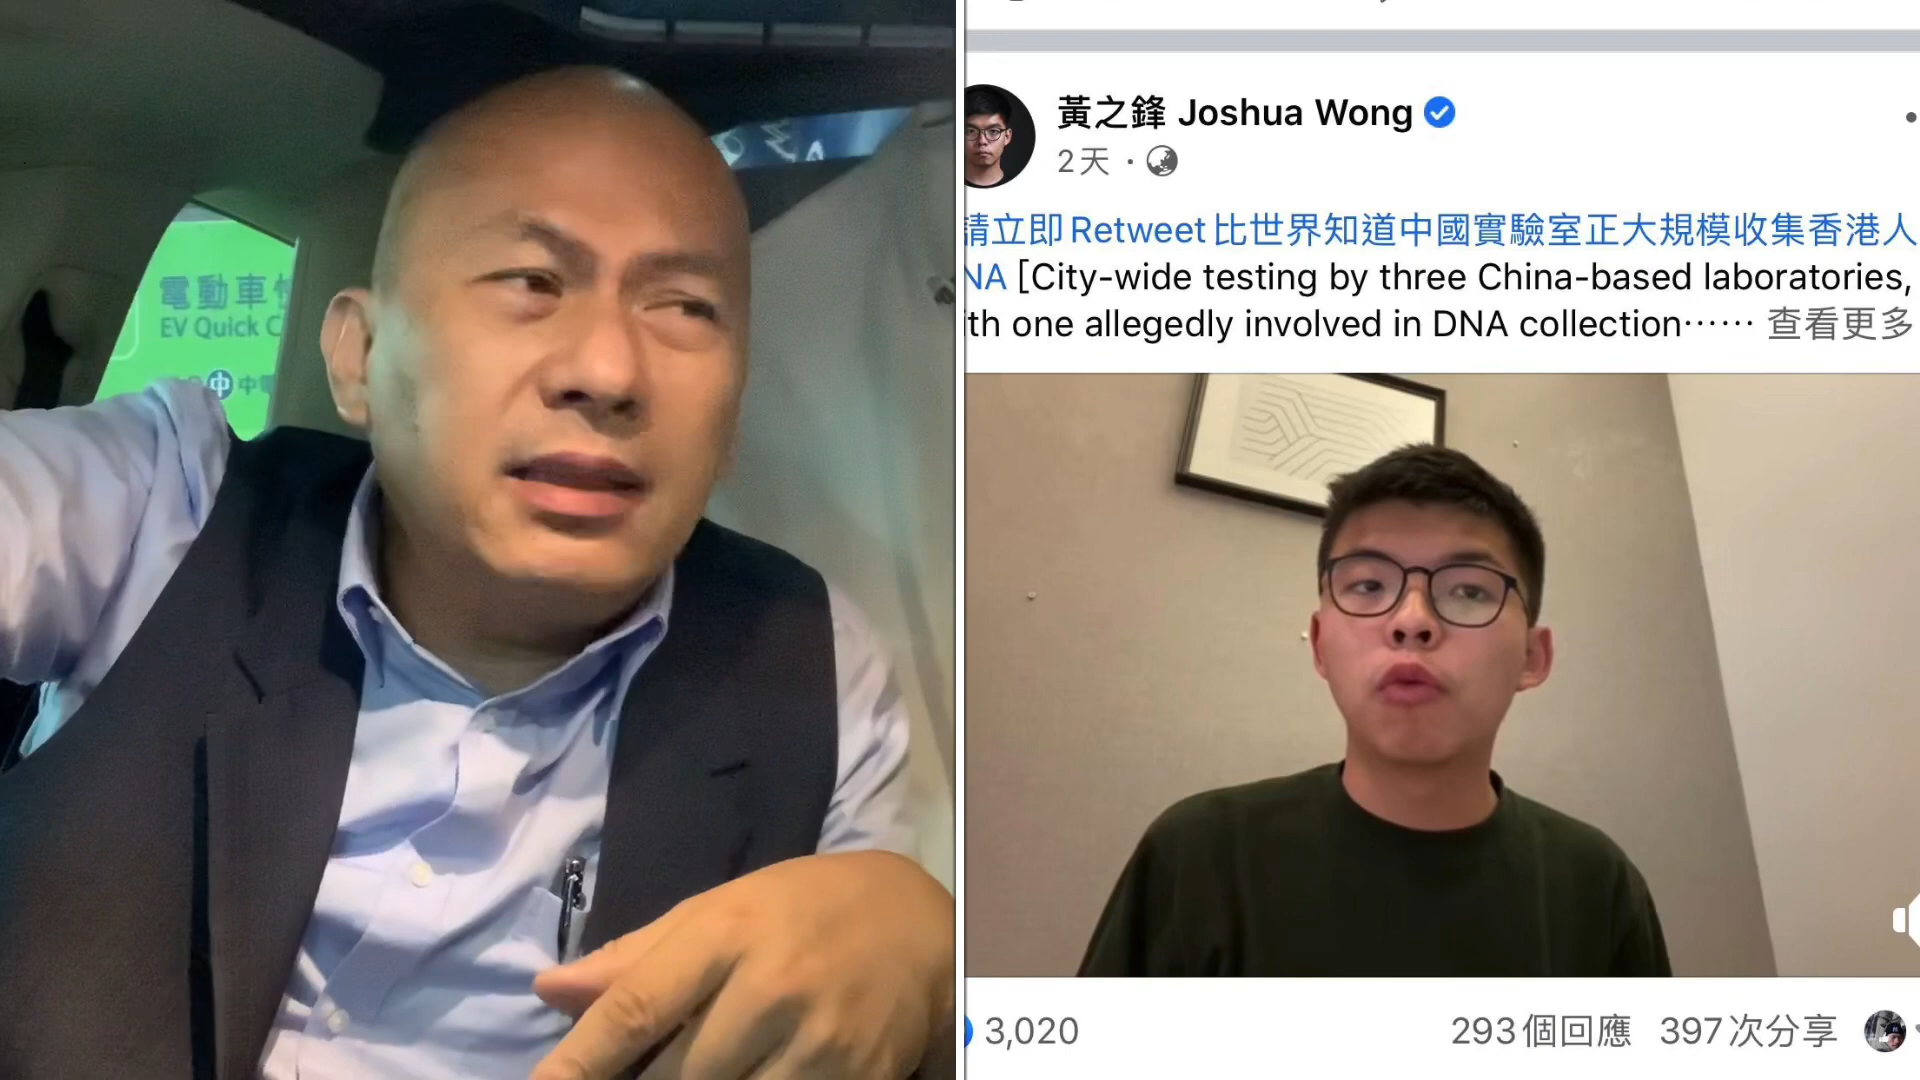 電動車快
EV Quick C
中電
黃之鋒 Joshua Wong
2天 ·
請立即Retweet比世界知道中國實驗室正大規模收集香港人
NA [City-wide testing by three China-based laboratories,
ith one allegedly involved in DNA collection…… 查看更多
3,020 293個回應 397次分享